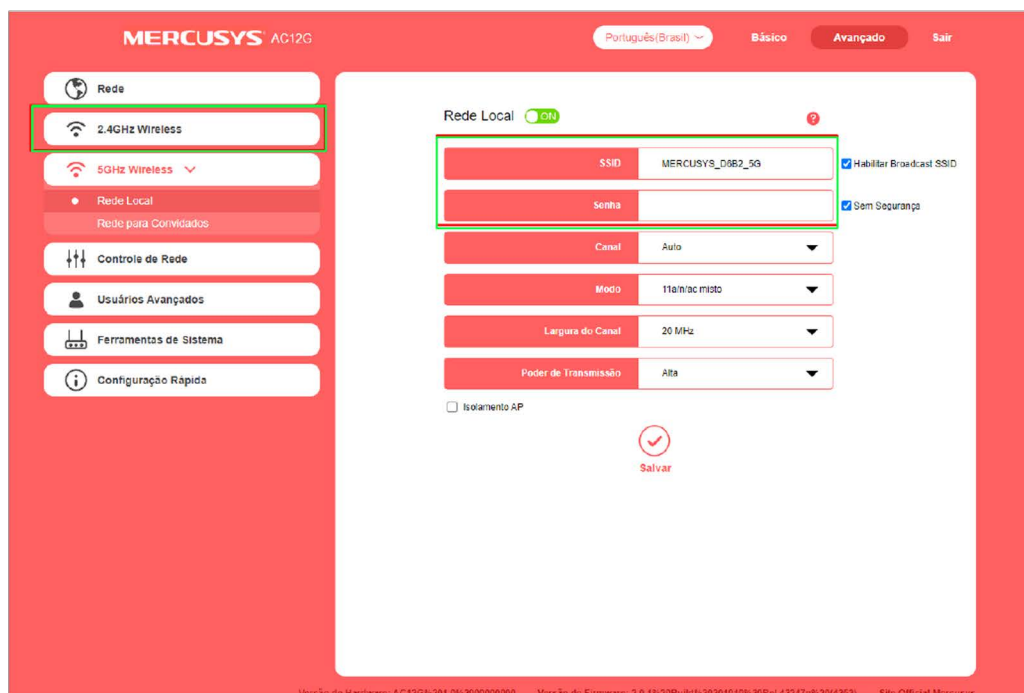 MERCUSYS AC12G
Português(Brasil)
Básico
Avançado
Sair
Rede
2.4GHz Wireless
5GHz Wireless
Rede Local
Rede para Convidados
Controle de Rede
Usuários Avançados
Ferramentas de Sistema
Configuração Rápida
Rede Local ON
?
SSID MERCUSYS_D6B2_5G Habilitar Broadcast SSID
Senha Sem Segurança
Canal Auto
Modo 11a/n/ac misto
Largura do Canal 20 MHz
Poder de Transmissão Alta
Isolamento AP
Salvar